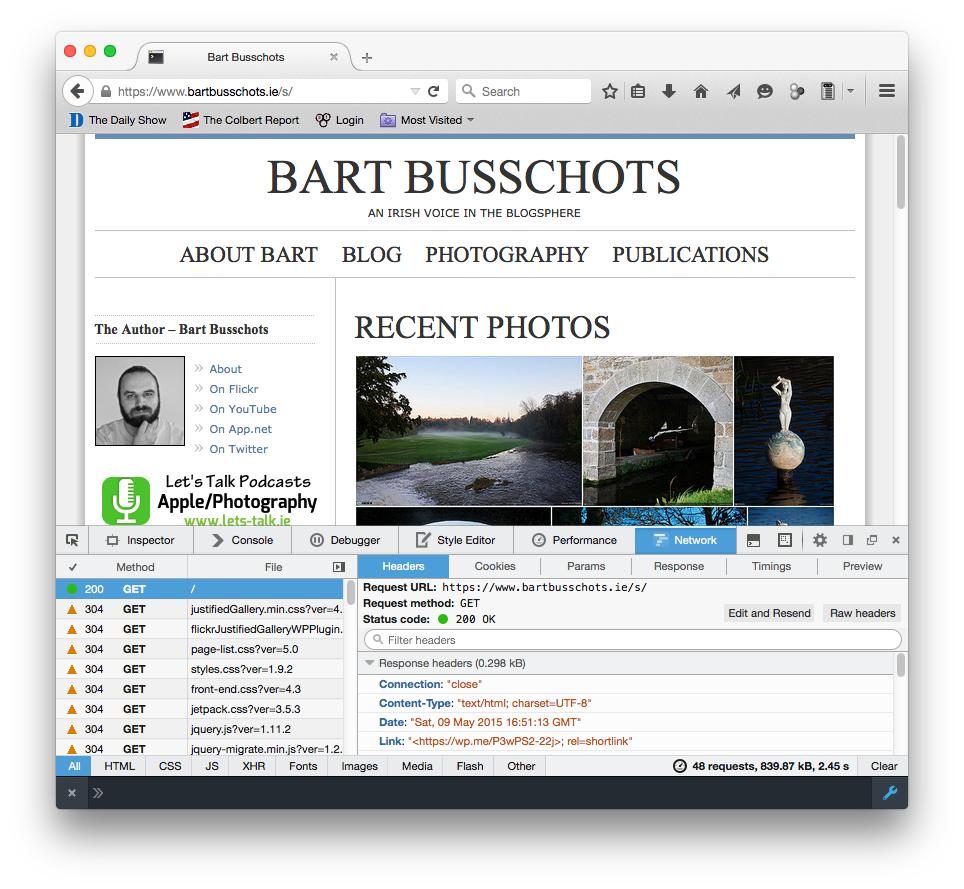 Bart Busschots
https://www.bartbusschots.ie/s/
Search
The Daily Show
The Colbert Report
Login
Most Visited
BART BUSSCHOTS
AN IRISH VOICE IN THE BLOGSPHERE
ABOUT BART BLOG PHOTOGRAPHY PUBLICATIONS
The Author – Bart Busschots
» About
» On Flickr
» On YouTube
» On App.net
» On Twitter
Let's Talk Podcasts
Apple/Photography
www.lets-talk.ie
RECENT PHOTOS
Inspector Console Debugger Style Editor Performance Network
✓ Method File
200 GET /
304 GET justifiedGallery.min.css?ver=4.
304 GET flickrJustifiedGalleryWPPlugin.
304 GET page-list.css?ver=5.0
304 GET styles.css?ver=1.9.2
304 GET front-end.css?ver=4.3
304 GET jetpack.css?ver=3.5.3
304 GET jquery.js?ver=1.11.2
304 GET jquery-migrate.min.js?ver=1.2.
Headers Cookies Params Response Timings Preview
Request URL: https://www.bartbusschots.ie/s/
Request method: GET
Status code: 200 OK
Edit and Resend Raw headers
Filter headers
Response headers (0.298 kB)
Connection: "close"
Content-Type: "text/html; charset=UTF-8"
Date: "Sat, 09 May 2015 16:51:13 GMT"
Link: "<https://wp.me/P3wPS2-22j>; rel=shortlink"
All HTML CSS JS XHR Fonts Images Media Flash Other
48 requests, 839.87 kB, 2.45 s Clear
× »